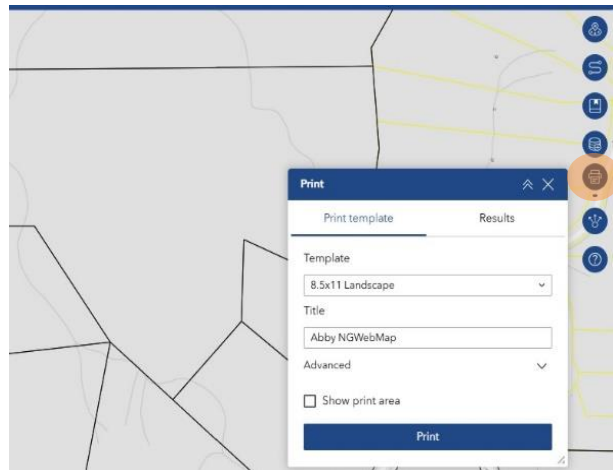 Print
Print template Results
Template
8.5x11 Landscape
Title
Abby NGWebMap
Advanced
Show print area
Print